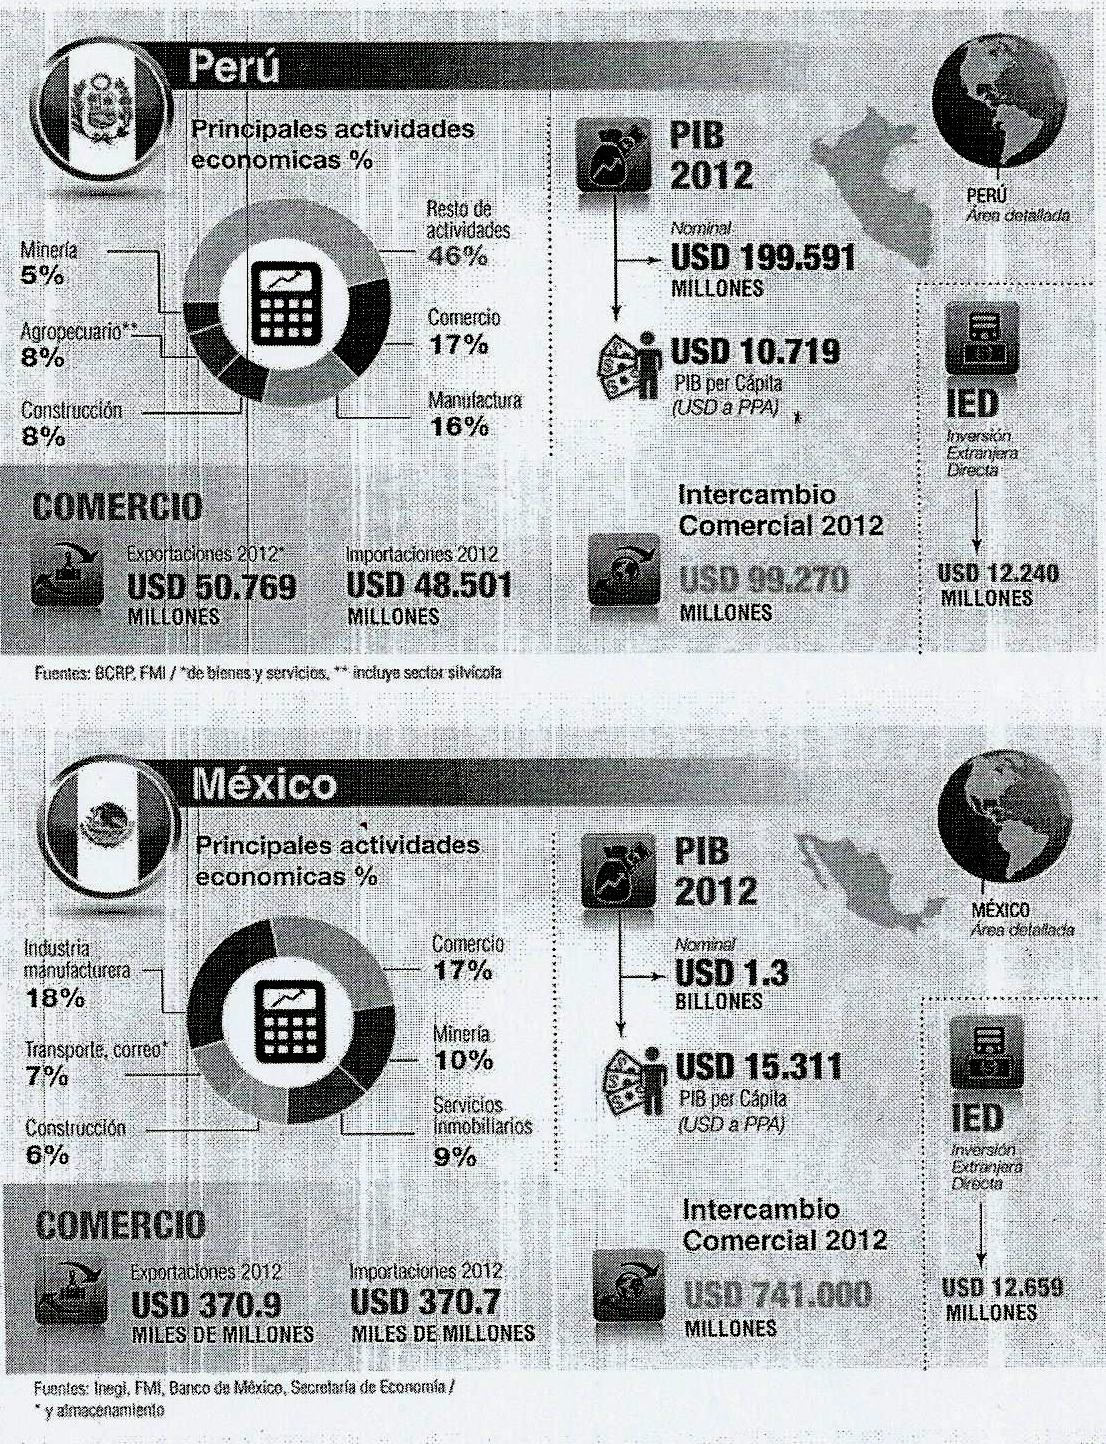 Perú
Principales actividades
economicas %
Resto de
actividades
46%
Minería
5%
Agropecuario**
8%
Construcción
8%
Comercio
17%
Manufactura
16%
PIB
2012
Nominal
USD 199.591
MILLONES
USD 10.719
PIB per Cápita
(USD a PPA)
*
PERÚ
Área detallada
IED
Inversión
Extranjera
Directa
USD 12.240
MILLONES
COMERCIO
Exportaciones 2012*
USD 50.769
MILLONES
Importaciones 2012
USD 48.501
MILLONES
Intercambio
Comercial 2012
USD 99.270
MILLONES
Fuentes: BCRP, FMI / *de bienes y servicios, ** incluye sector silvícola
México
Principales actividades
economicas %
Industria
manufacturera
18%
Transporte, correo*
7%
Construcción
6%
Comercio
17%
Minería
10%
Servicios
Inmobiliarios
9%
PIB
2012
Nominal
USD 1.3
BILLONES
USD 15.311
PIB per Cápita
(USD a PPA)
MÉXICO
Área detallada
IED
Inversión
Extranjera
Directa
USD 12.659
MILLONES
COMERCIO
Exportaciones 2012
USD 370.9
MILES DE MILLONES
Importaciones 2012
USD 370.7
MILES DE MILLONES
Intercambio
Comercial 2012
USD 741.000
MILLONES
Fuentes: Inegi, FMI, Banco de México, Secretaría de Economía /
* y almacenamiento